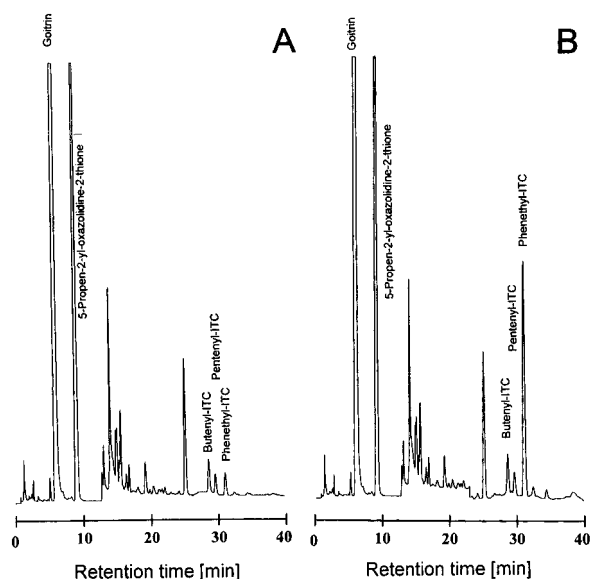 A
Goitrin
5-Propen-2-yl-oxazolidine-2-thione
Butenyl-ITC
Pentenyl-ITC
Phenethyl-ITC
0
10
20
30
40
Retention time [min]
B
Goitrin
5-Propen-2-yl-oxazolidine-2-thione
Butenyl-ITC
Pentenyl-ITC
Phenethyl-ITC
0
10
20
30
40
Retention time [min]